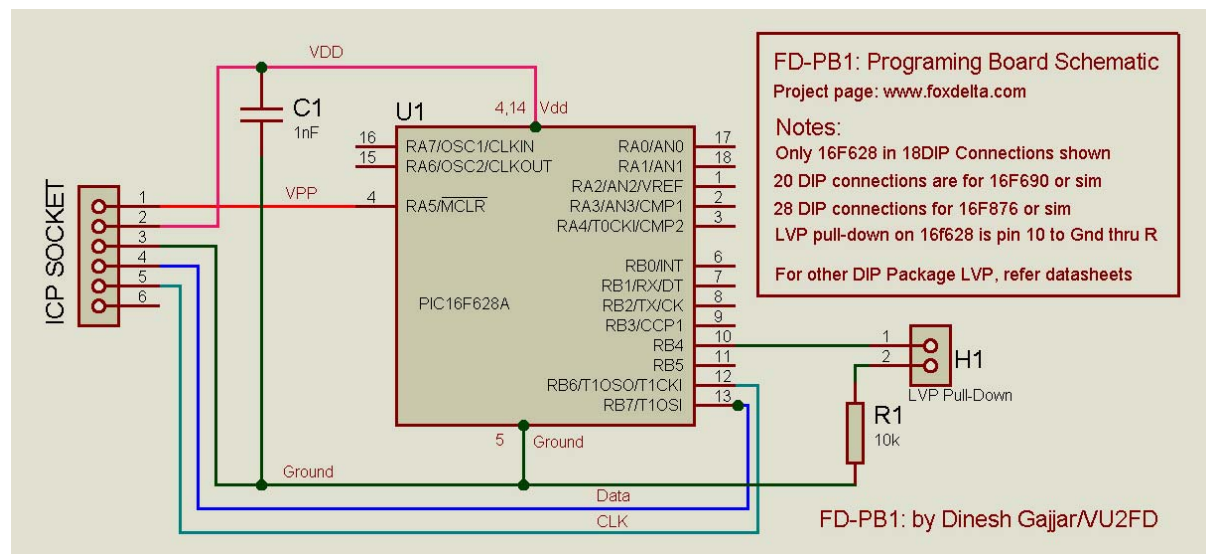 VDD
FD-PB1: Programing Board Schematic
Project page: www.foxdelta.com
Notes:
Only 16F628 in 18DIP Connections shown
20 DIP connections are for 16F690 or sim
28 DIP connections for 16F876 or sim
LVP pull-down on 16f628 is pin 10 to Gnd thru R
For other DIP Package LVP, refer datasheets
C1
1nF
U1
4,14 Vdd
16 RA7/OSC1/CLKIN
15 RA6/OSC2/CLKOUT
4 RA5/MCLR
VPP
RA0/AN0 17
RA1/AN1 18
RA2/AN2/VREF 1
RA3/AN3/CMP1 2
RA4/T0CKI/CMP2 3
RB0/INT 6
RB1/RX/DT 7
RB2/TX/CK 8
RB3/CCP1 9
RB4 10
RB5 11
RB6/T1OSO/T1CKI 12
RB7/T1OSI 13
PIC16F628A
ICP SOCKET
1
2
3
4
5
6
1
2
H1
LVP Pull-Down
R1
10k
5 Ground
Ground
Data
CLK
FD-PB1: by Dinesh Gajjar/VU2FD